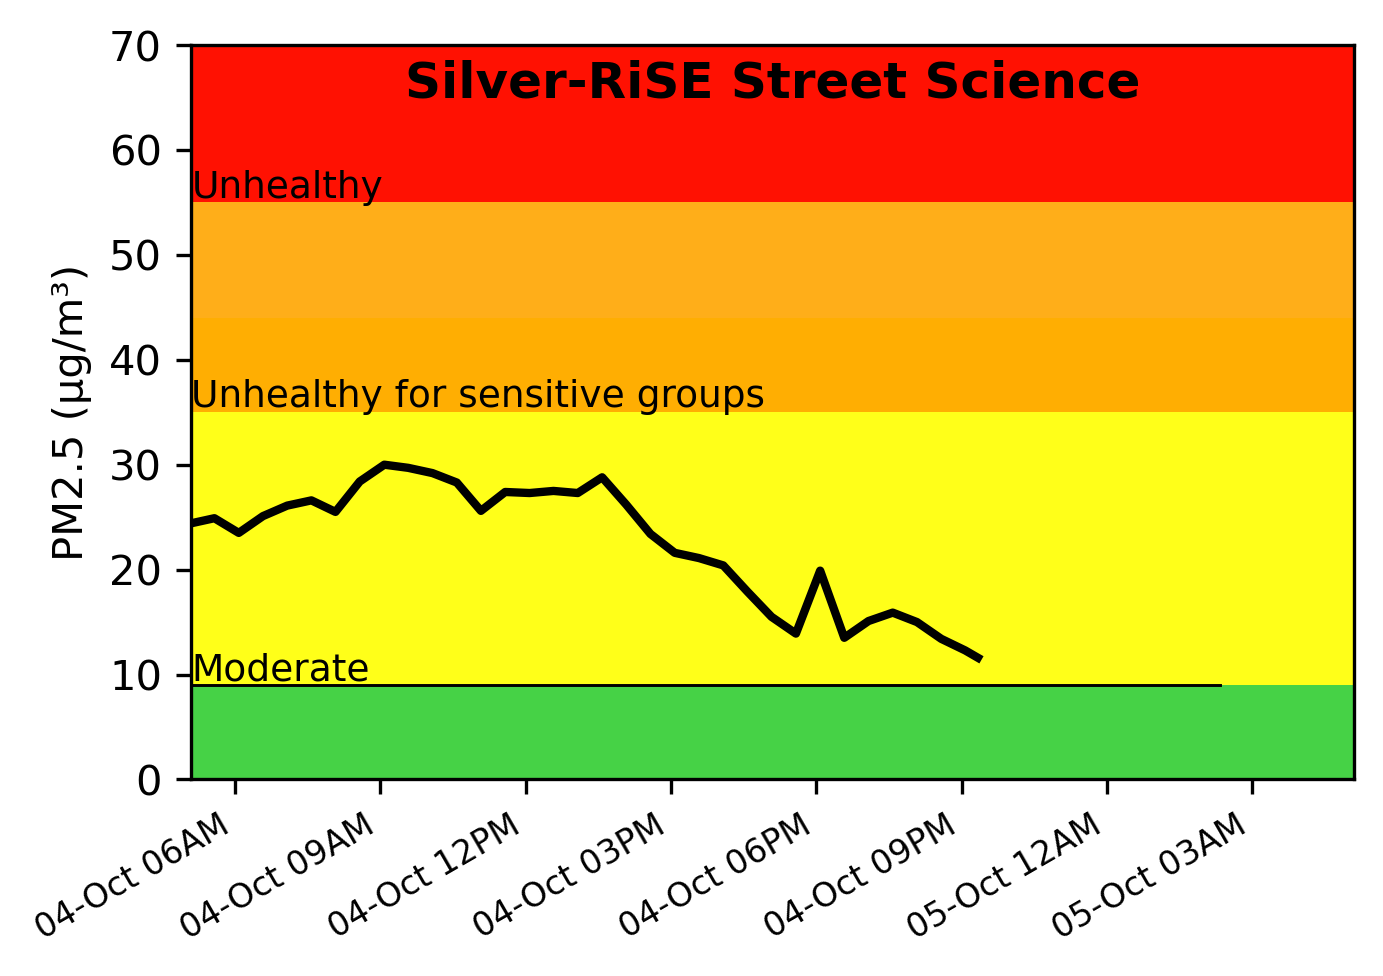 Silver-RiSE Street Science
70
60
Unhealthy
50
40
Unhealthy for sensitive groups
30
20
10
Moderate
0
PM2.5 (µg/m³)
04-Oct 06AM
04-Oct 09AM
04-Oct 12PM
04-Oct 03PM
04-Oct 06PM
04-Oct 09PM
05-Oct 12AM
05-Oct 03AM